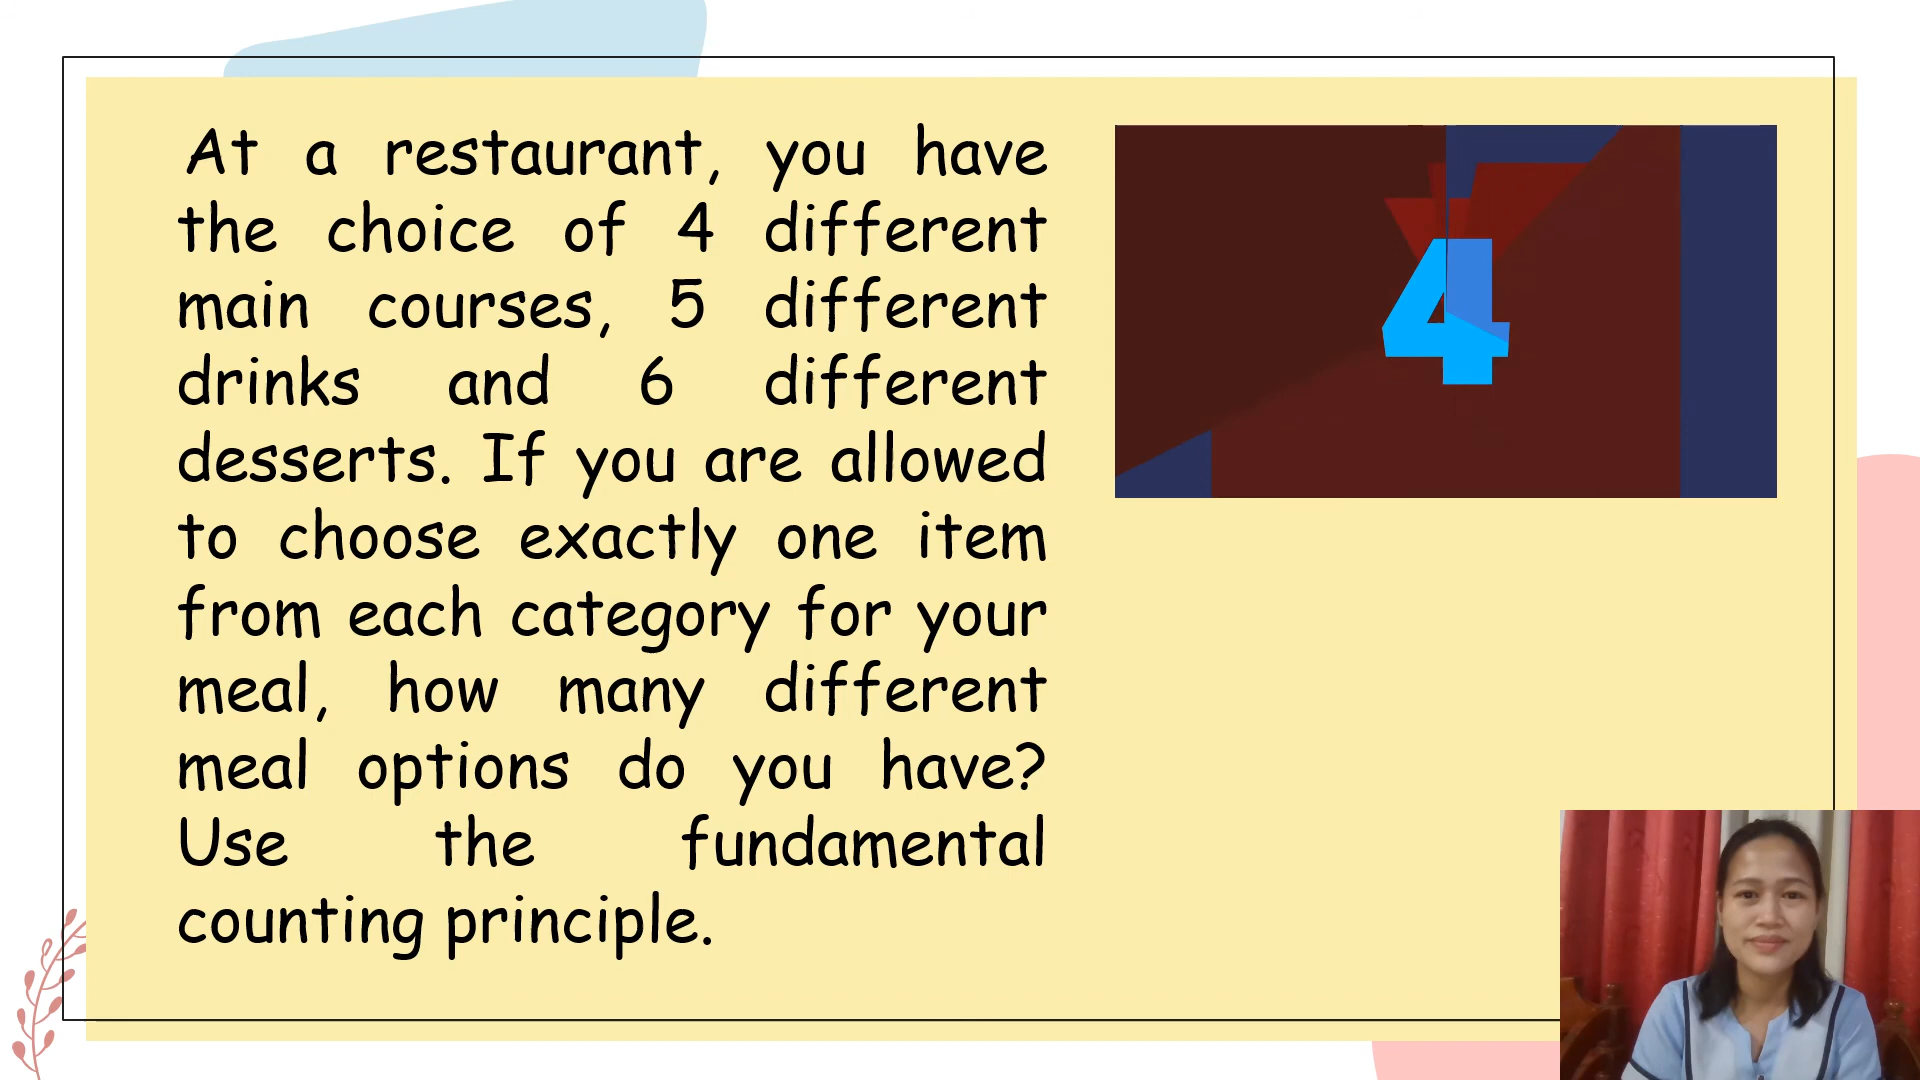 At a restaurant, you have
the choice of 4 different
main courses, 5 different
drinks and 6 different
desserts. If you are allowed
to choose exactly one item
from each category for your
meal, how many different
meal options do you have?
Use the fundamental
counting principle.
4